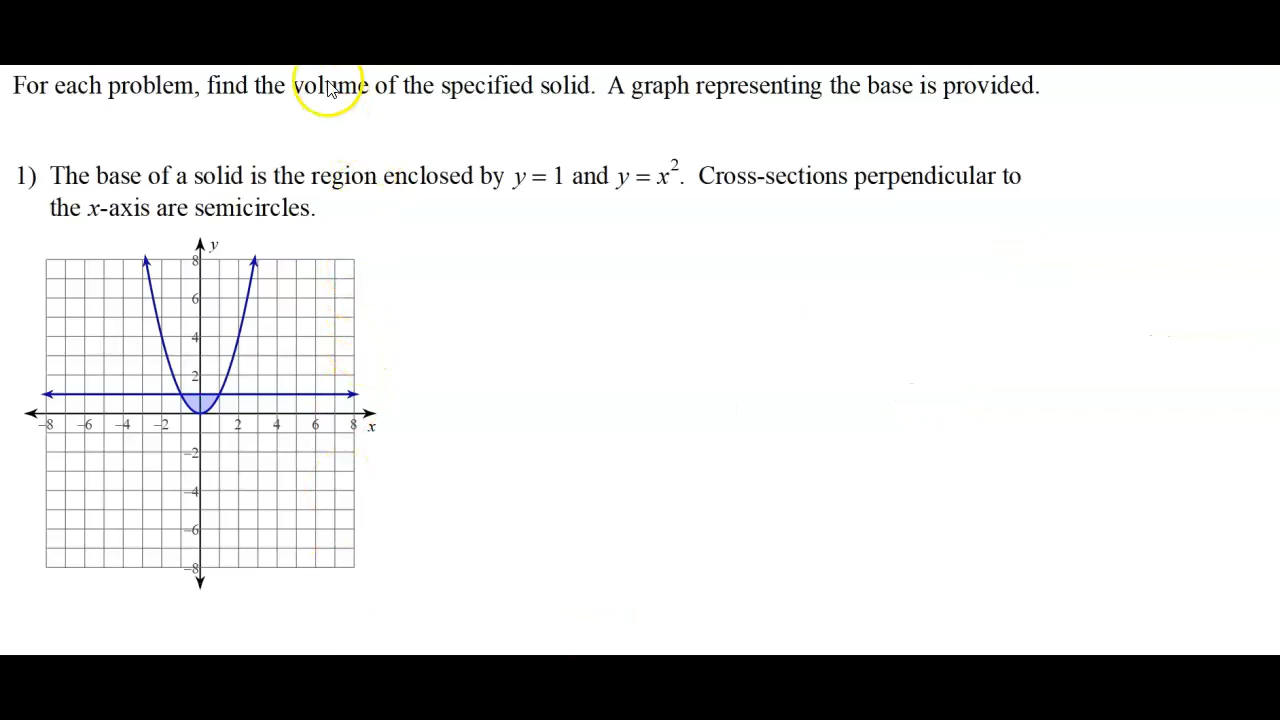 For each problem, find the volume of the specified solid. A graph representing the base is provided.
1) The base of a solid is the region enclosed by y = 1 and y = x². Cross-sections perpendicular to
the x-axis are semicircles.
y
8
6
4
2
−8 −6 −4 −2 2 4 6 8 x
−2
−4
−6
−8